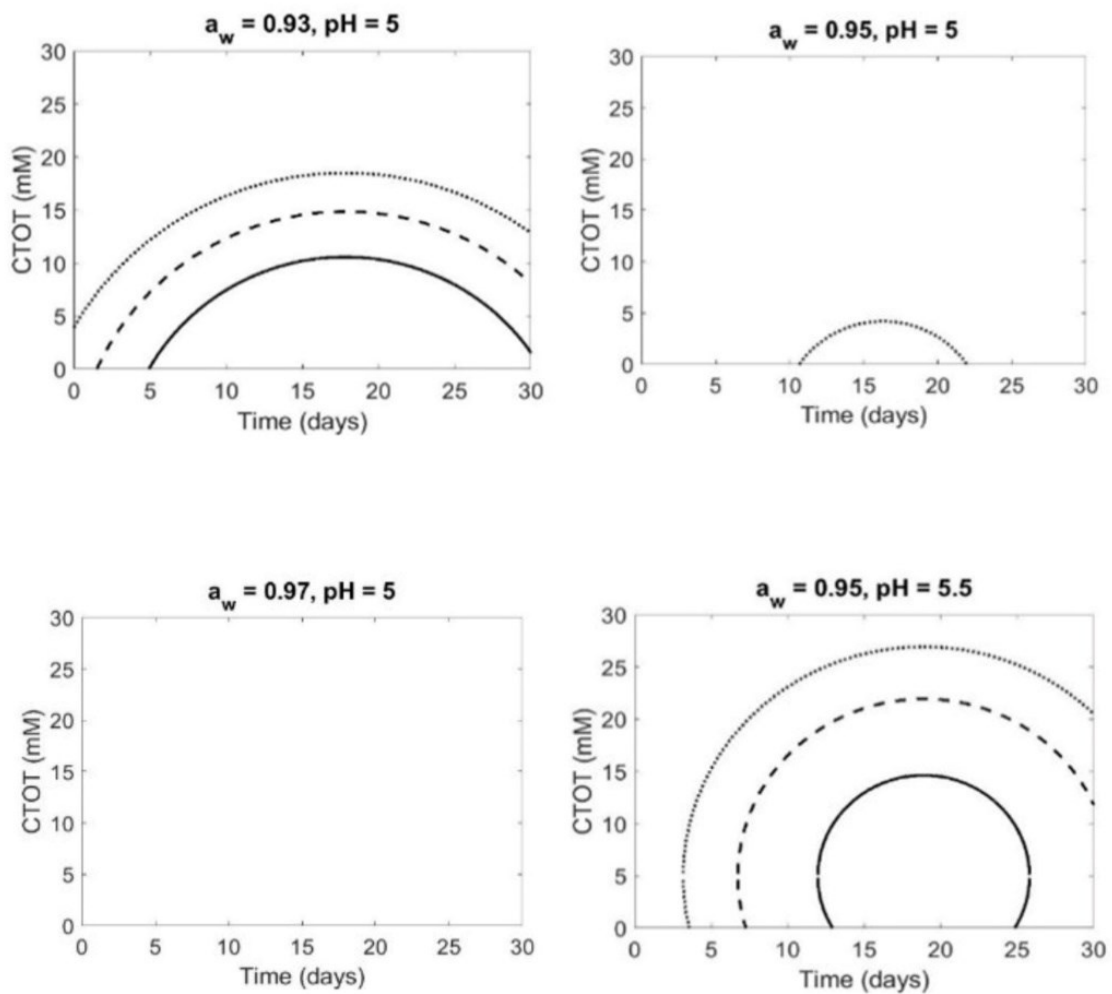 a_w = 0.93, pH = 5
30
25
20
15
10
5
0
CTOT (mM)
0 5 10 15 20 25 30
Time (days)
a_w = 0.95, pH = 5
30
25
20
15
10
5
0
CTOT (mM)
0 5 10 15 20 25 30
Time (days)
a_w = 0.97, pH = 5
30
25
20
15
10
5
0
CTOT (mM)
0 5 10 15 20 25 30
Time (days)
a_w = 0.95, pH = 5.5
30
25
20
15
10
5
0
CTOT (mM)
0 5 10 15 20 25 30
Time (days)